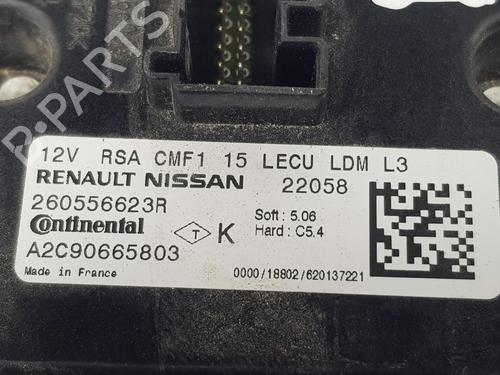 B-PARTS
12V RSA CMF1 15 LECU LDM L3
RENAULT NISSAN 22058
260556623R
Soft : 5.06
Continental T K Hard : C5.4
A2C90665803
Made in France 0000/18802/620137221